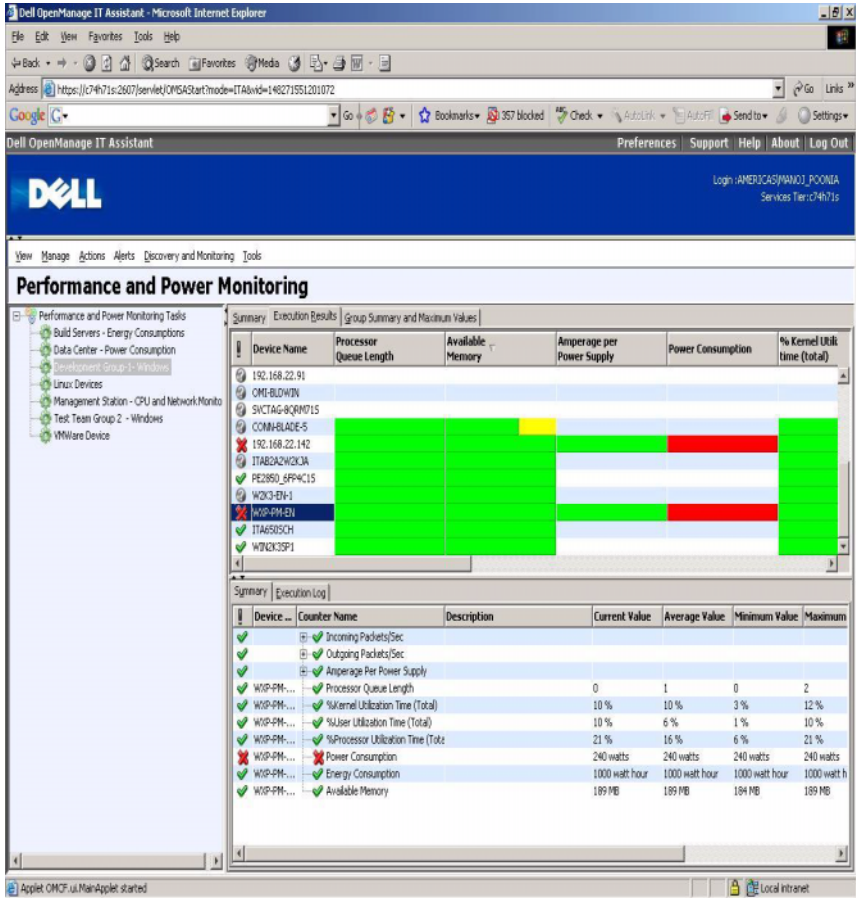 Dell OpenManage IT Assistant - Microsoft Internet Explorer
File Edit View Favorites Tools Help
Back Search Favorites Media
Address https://c74h71s:2607/servlet/OMSAStart?mode=ITA&vid=148271551201072 Go Links »
Google G Go Bookmarks 357 blocked Check AutoLink AutoFill Send to Settings
Dell OpenManage IT Assistant Preferences Support Help About Log Out
DELL
Login :AMERICAS\MANOJ_POONIA
Services Tier:c74h71s
View Manage Actions Alerts Discovery and Monitoring Tools
Performance and Power Monitoring
Performance and Power Monitoring Tasks
Build Servers - Energy Consumptions
Data Center - Power Consumption
Development Group-1- Windows
Linux Devices
Management Station - CPU and Network Monito
Test Team Group 2 - Windows
VMWare Device
Summary Execution Results Group Summary and Maximum Values
Device Name Processor Queue Length Available Memory Amperage per Power Supply Power Consumption % Kernel Utili time (total)
192.168.22.91
OMI-BLDWIN
SVCTAG-8QRM71S
CONN-BLADE-5
192.168.22.142
ITAB2A2W2K3A
PE2850_6FP4C1S
W2K3-EN-1
WXP-PM-EN
ITA650SCH
WIN2K3SP1
Summary Execution Log
Device ... Counter Name Description Current Value Average Value Minimum Value Maximum
Incoming Packets/Sec
Outgoing Packets/Sec
Amperage Per Power Supply
WXP-PM-... Processor Queue Length 0 1 0 2
WXP-PM-... %Kernel Utilization Time (Total) 10 % 10 % 3 % 12 %
WXP-PM-... %User Utilization Time (Total) 10 % 6 % 1 % 10 %
WXP-PM-... %Processor Utilization Time (Tota 21 % 16 % 6 % 21 %
WXP-PM-... Power Consumption 240 watts 240 watts 240 watts 240 watts
WXP-PM-... Energy Consumption 1000 watt hour 1000 watt hour 1000 watt hour 1000 watt h
WXP-PM-... Available Memory 189 MB 189 MB 184 MB 189 MB
Applet OMCF.ui.MainApplet started Local intranet